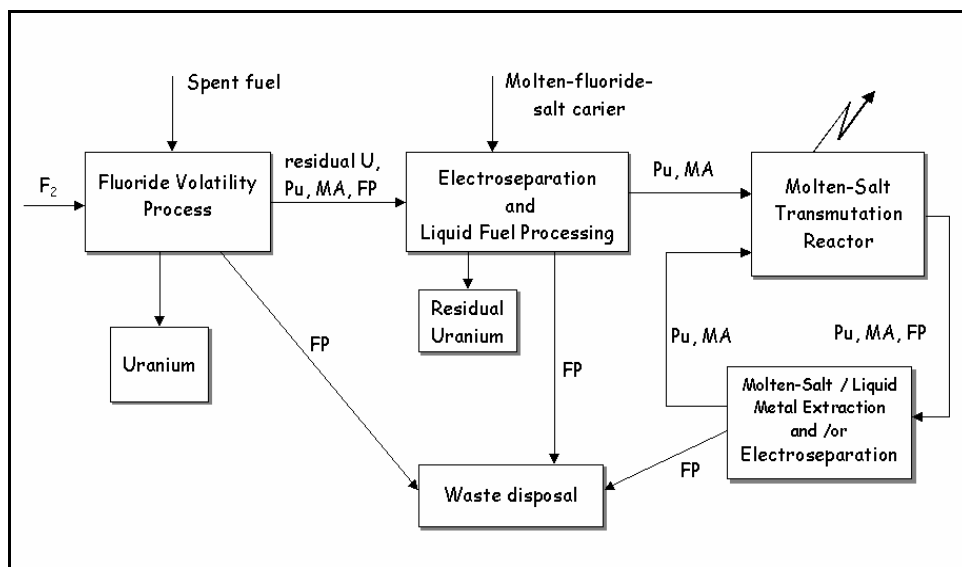 Spent fuel
Molten-fluoride-
salt carier
F2
Fluoride Volatility
Process
residual U,
Pu, MA, FP
Electroseparation
and
Liquid Fuel Processing
Pu, MA
Molten-Salt
Transmutation
Reactor
Uranium
FP
Residual
Uranium
FP
Pu, MA
Pu, MA, FP
Molten-Salt / Liquid
Metal Extraction
and /or
Electroseparation
FP
Waste disposal